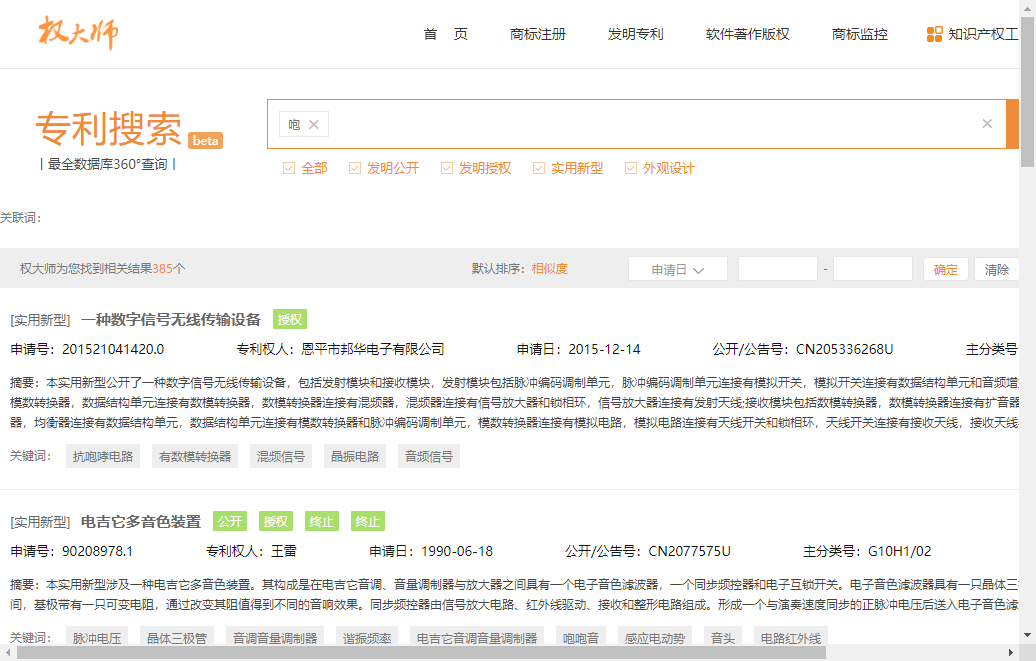 权大师
首 页 商标注册 发明专利 软件著作版权 商标监控 知识产权工
专利搜索 beta
| 最全数据库360°查询 |
咆
全部 发明公开 发明授权 实用新型 外观设计
关联词：
权大师为您找到相关结果385个 默认排序：相似度 申请日 - 确定 清除
[实用新型] 一种数字信号无线传输设备 授权
申请号：201521041420.0 专利权人：恩平市邦华电子有限公司 申请日：2015-12-14 公开/公告号：CN205336268U 主分类号
摘要：本实用新型公开了一种数字信号无线传输设备，包括发射模块和接收模块，发射模块包括脉冲编码调制单元，脉冲编码调制单元连接有模拟开关，模拟开关连接有数据结构单元和音频增
模数转换器，数据结构单元连接有数模转换器，数模转换器连接有混频器，混频器连接有信号放大器和锁相环，信号放大器连接有发射天线;接收模块包括数模转换器，数模转换器连接有扩音器
器，均衡器连接有数据结构单元，数据结构单元连接有模数转换器和脉冲编码调制单元，模数转换器连接有模拟电路，模拟电路连接有天线开关和锁相环，天线开关连接有接收天线，接收天线
关键词： 抗咆哮电路 有数模转换器 混频信号 晶振电路 音频信号
[实用新型] 电吉它多音色装置 公开 授权 终止 终止
申请号：90208978.1 专利权人：王雷 申请日：1990-06-18 公开/公告号：CN2077575U 主分类号：G10H1/02
摘要：本实用新型涉及一种电吉它多音色装置。其构成是在电吉它音调、音量调制器与放大器之间具有一个电子音色滤波器，一个同步频控器和电子互锁开关。电子音色滤波器具有一只晶体三
间，基极带有一只可变电阻，通过改变其阻值得到不同的音响效果。同步频控器由信号放大电路、红外线驱动、接收和整形电路组成。形成一个与演奏速度同步的正脉冲电压后送入电子音色滤
关键词： 脉冲电压 晶体三极管 音调音量调制器 谐振频率 电吉它音调音量调制器 咆咆音 感应电动势 音头 电路红外线